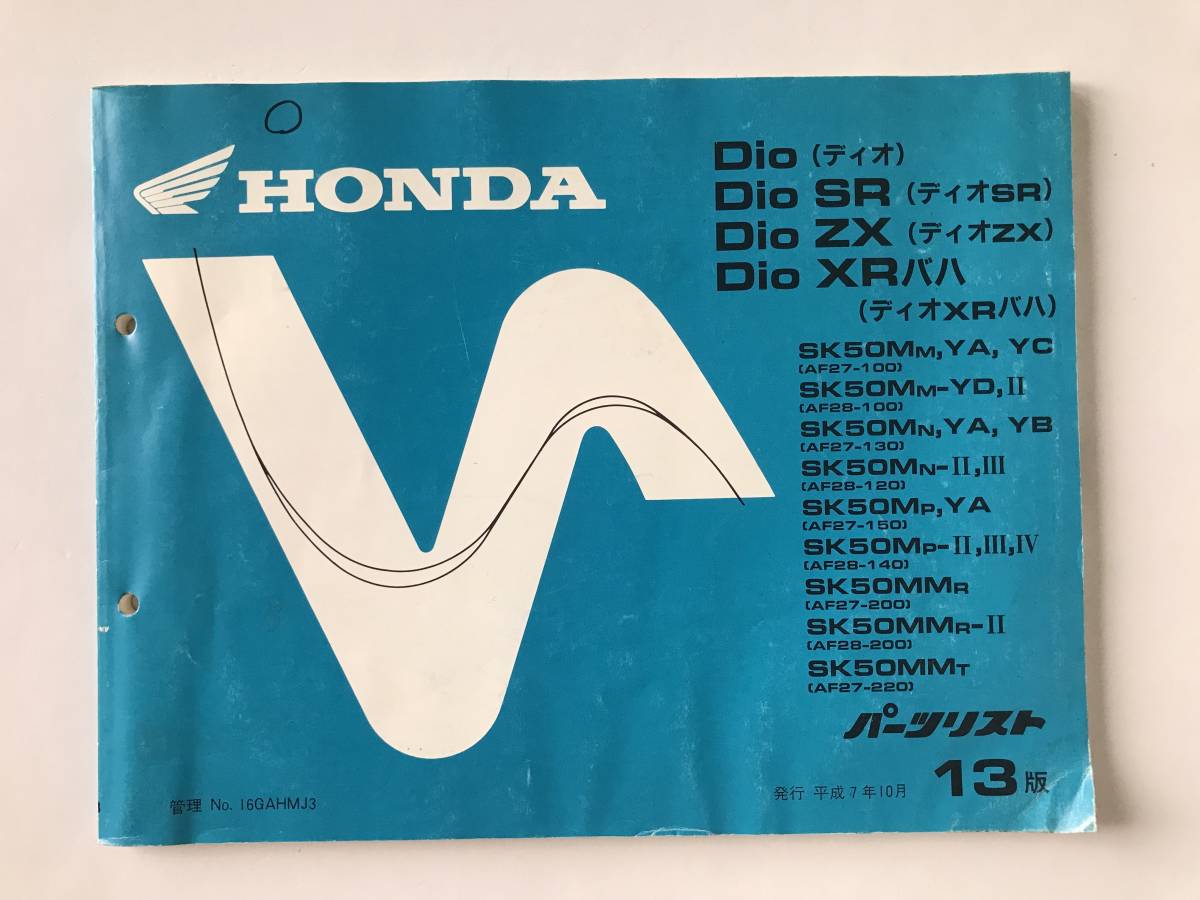 HONDA
Dio (ディオ)
Dio SR (ディオSR)
Dio ZX (ディオZX)
Dio XRバハ
(ディオXRバハ)
SK50MM,YA, YC
(AF27-100)
SK50MM-YD,II
(AF28-100)
SK50MN,YA, YB
(AF27-130)
SK50MN-II,III
(AF28-120)
SK50MP,YA
(AF27-150)
SK50MP-II,III,IV
(AF28-140)
SK50MMR
(AF27-200)
SK50MMR-II
(AF28-200)
SK50MMT
(AF27-220)
パーツリスト
13版
発行 平成7年10月
管理 No. 16GAHMJ3